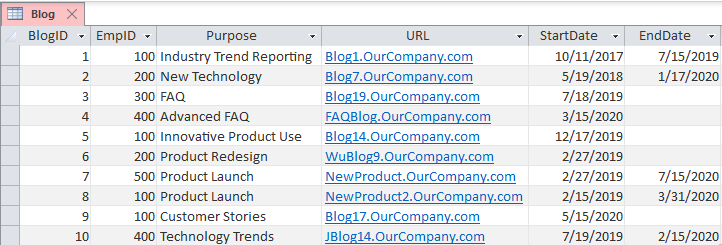 Blog
BlogID EmpID Purpose URL StartDate EndDate
1 100 Industry Trend Reporting Blog1.OurCompany.com 10/11/2017 7/15/2019
2 200 New Technology Blog7.OurCompany.com 5/19/2018 1/17/2020
3 300 FAQ Blog19.OurCompany.com 7/18/2019
4 400 Advanced FAQ FAQBlog.OurCompany.com 3/15/2020
5 100 Innovative Product Use Blog14.OurCompany.com 12/17/2019
6 200 Product Redesign WuBlog9.OurCompany.com 2/27/2019
7 500 Product Launch NewProduct.OurCompany.com 2/27/2019 7/15/2020
8 100 Product Launch NewProduct2.OurCompany.com 2/15/2019 3/31/2020
9 100 Customer Stories Blog17.OurCompany.com 5/15/2020
10 400 Technology Trends JBlog14.OurCompany.com 7/19/2019 2/15/2020